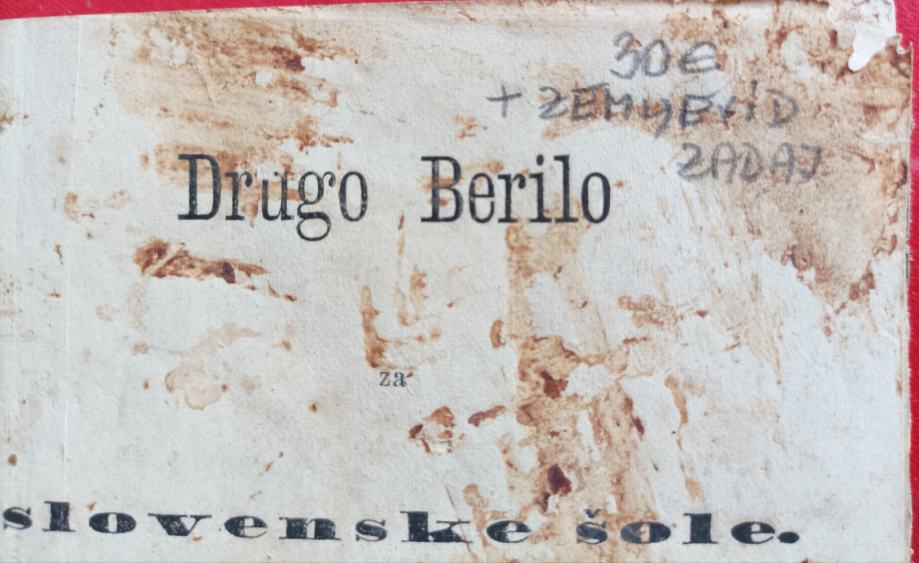 30€
+ ZEMLJEVID
ZADAJ
Drugo Berilo
za
slovenske šole.